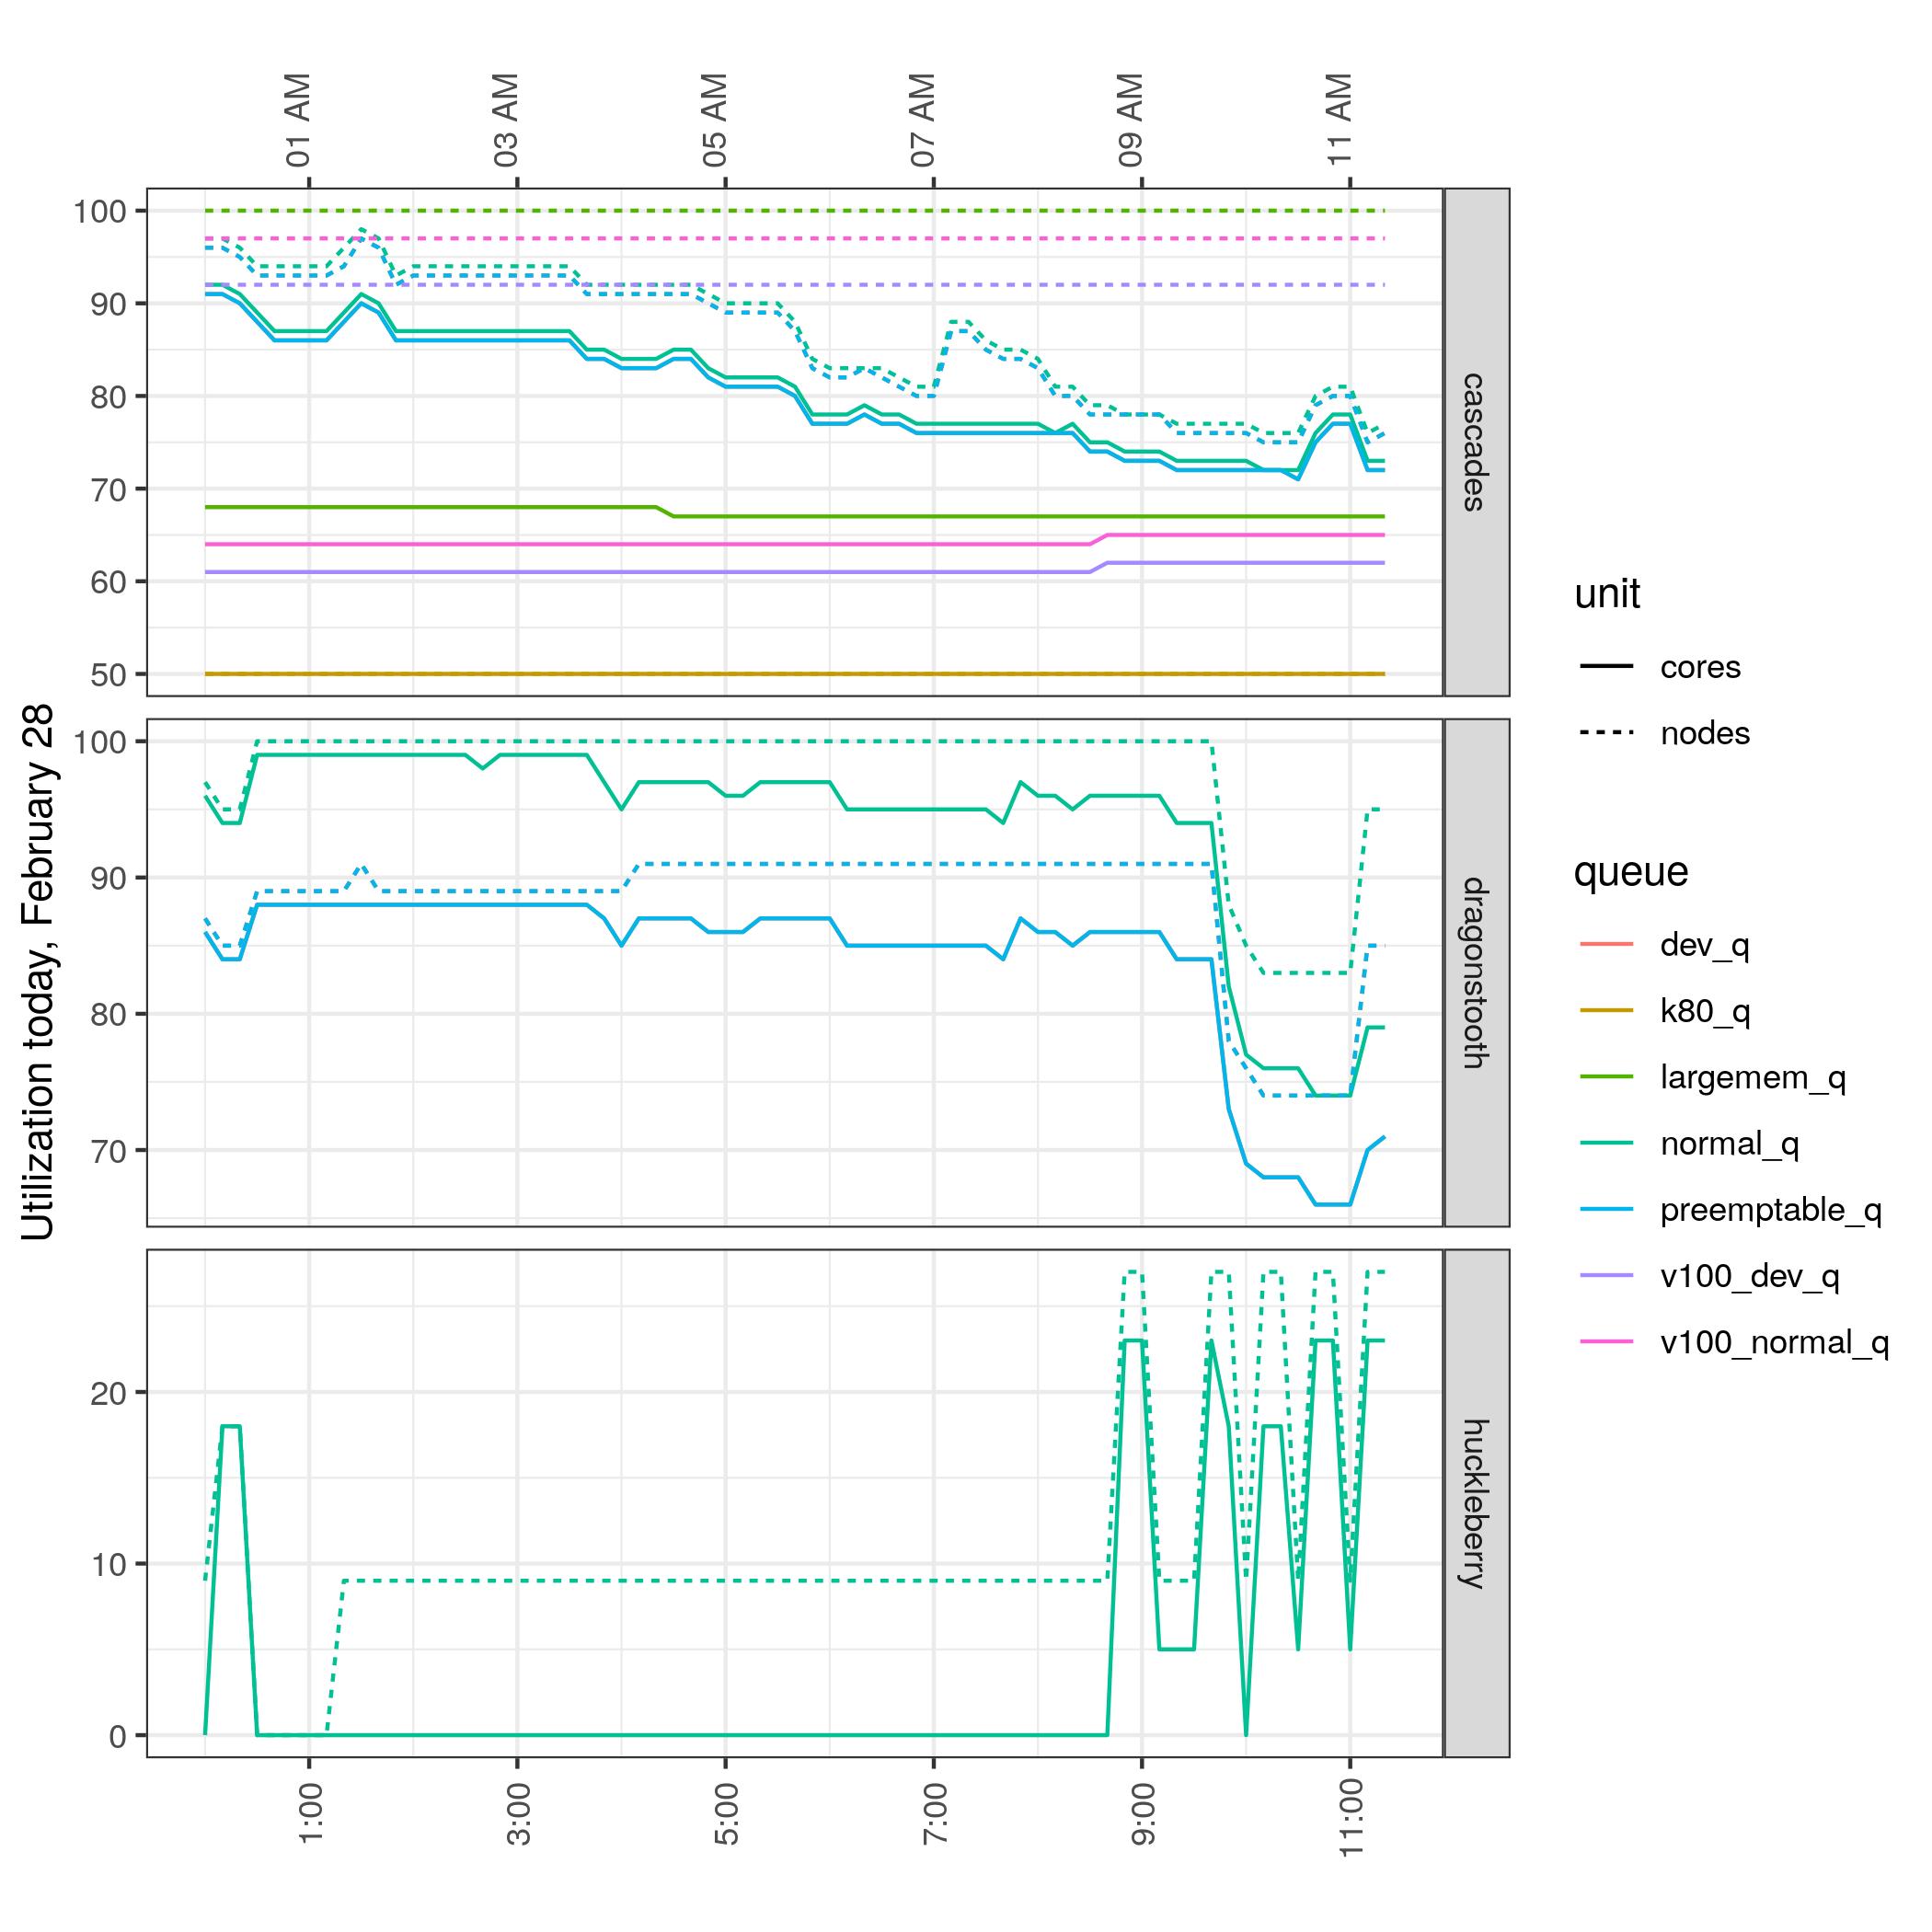 01 AM
03 AM
05 AM
07 AM
09 AM
11 AM
Utilization today, February 28
100
90
80
70
60
50
cascades
100
90
80
70
dragonstooth
20
10
0
huckleberry
1:00
3:00
5:00
7:00
9:00
11:00
unit
cores
nodes
queue
dev_q
k80_q
largemem_q
normal_q
preemptable_q
v100_dev_q
v100_normal_q